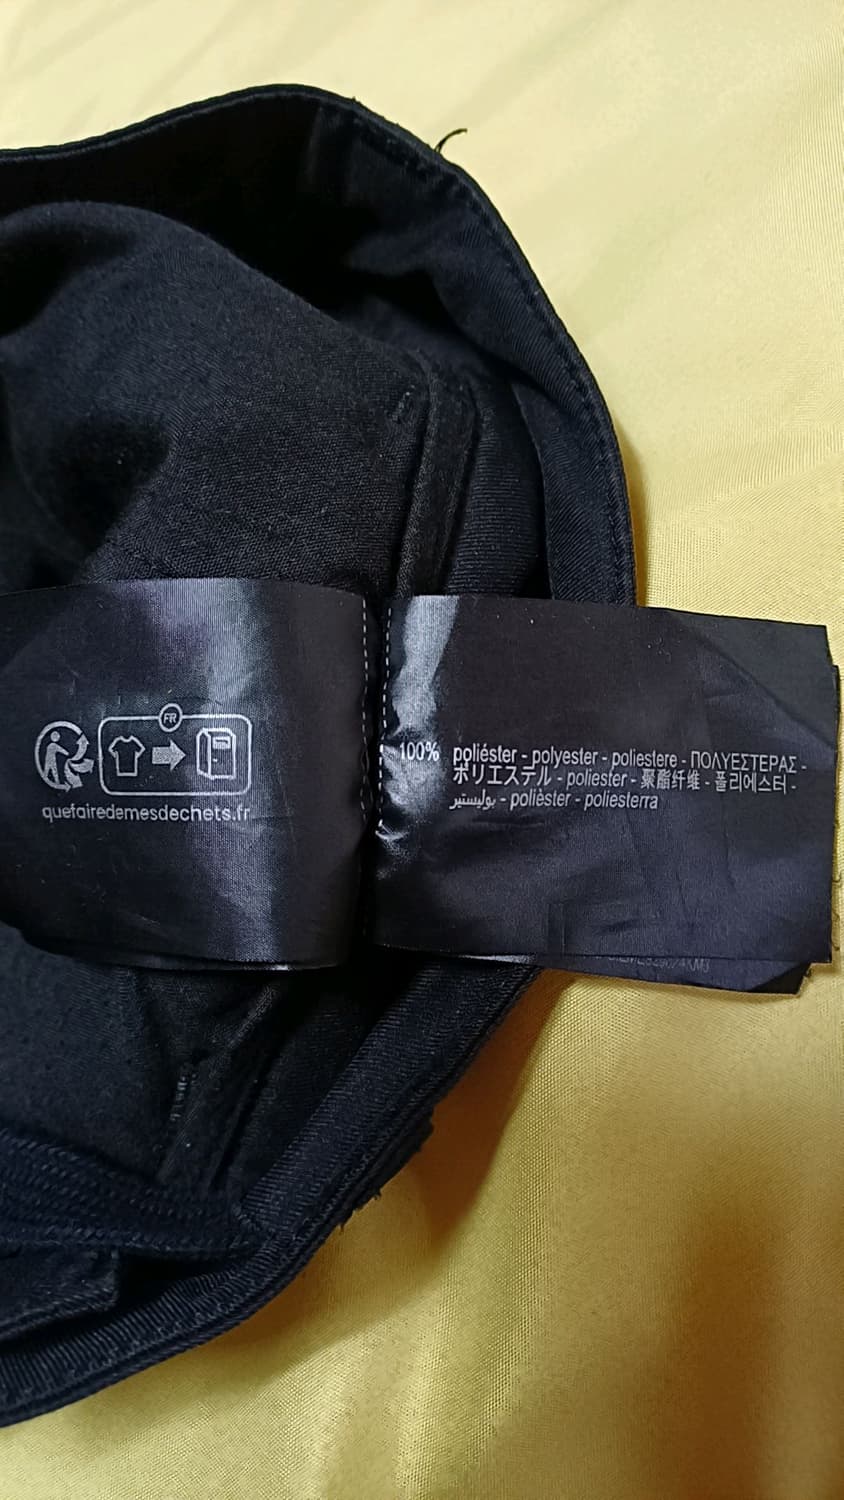 FR
quefairedemesdechets.fr
100% poliéster - polyester - poliestere - ΠΟΛΥΕΣΤΕΡΑΣ -
ポリエステル - poliester - 聚酯纤维 - 폴리에스터 -
بوليستير - polièster - poliesterra